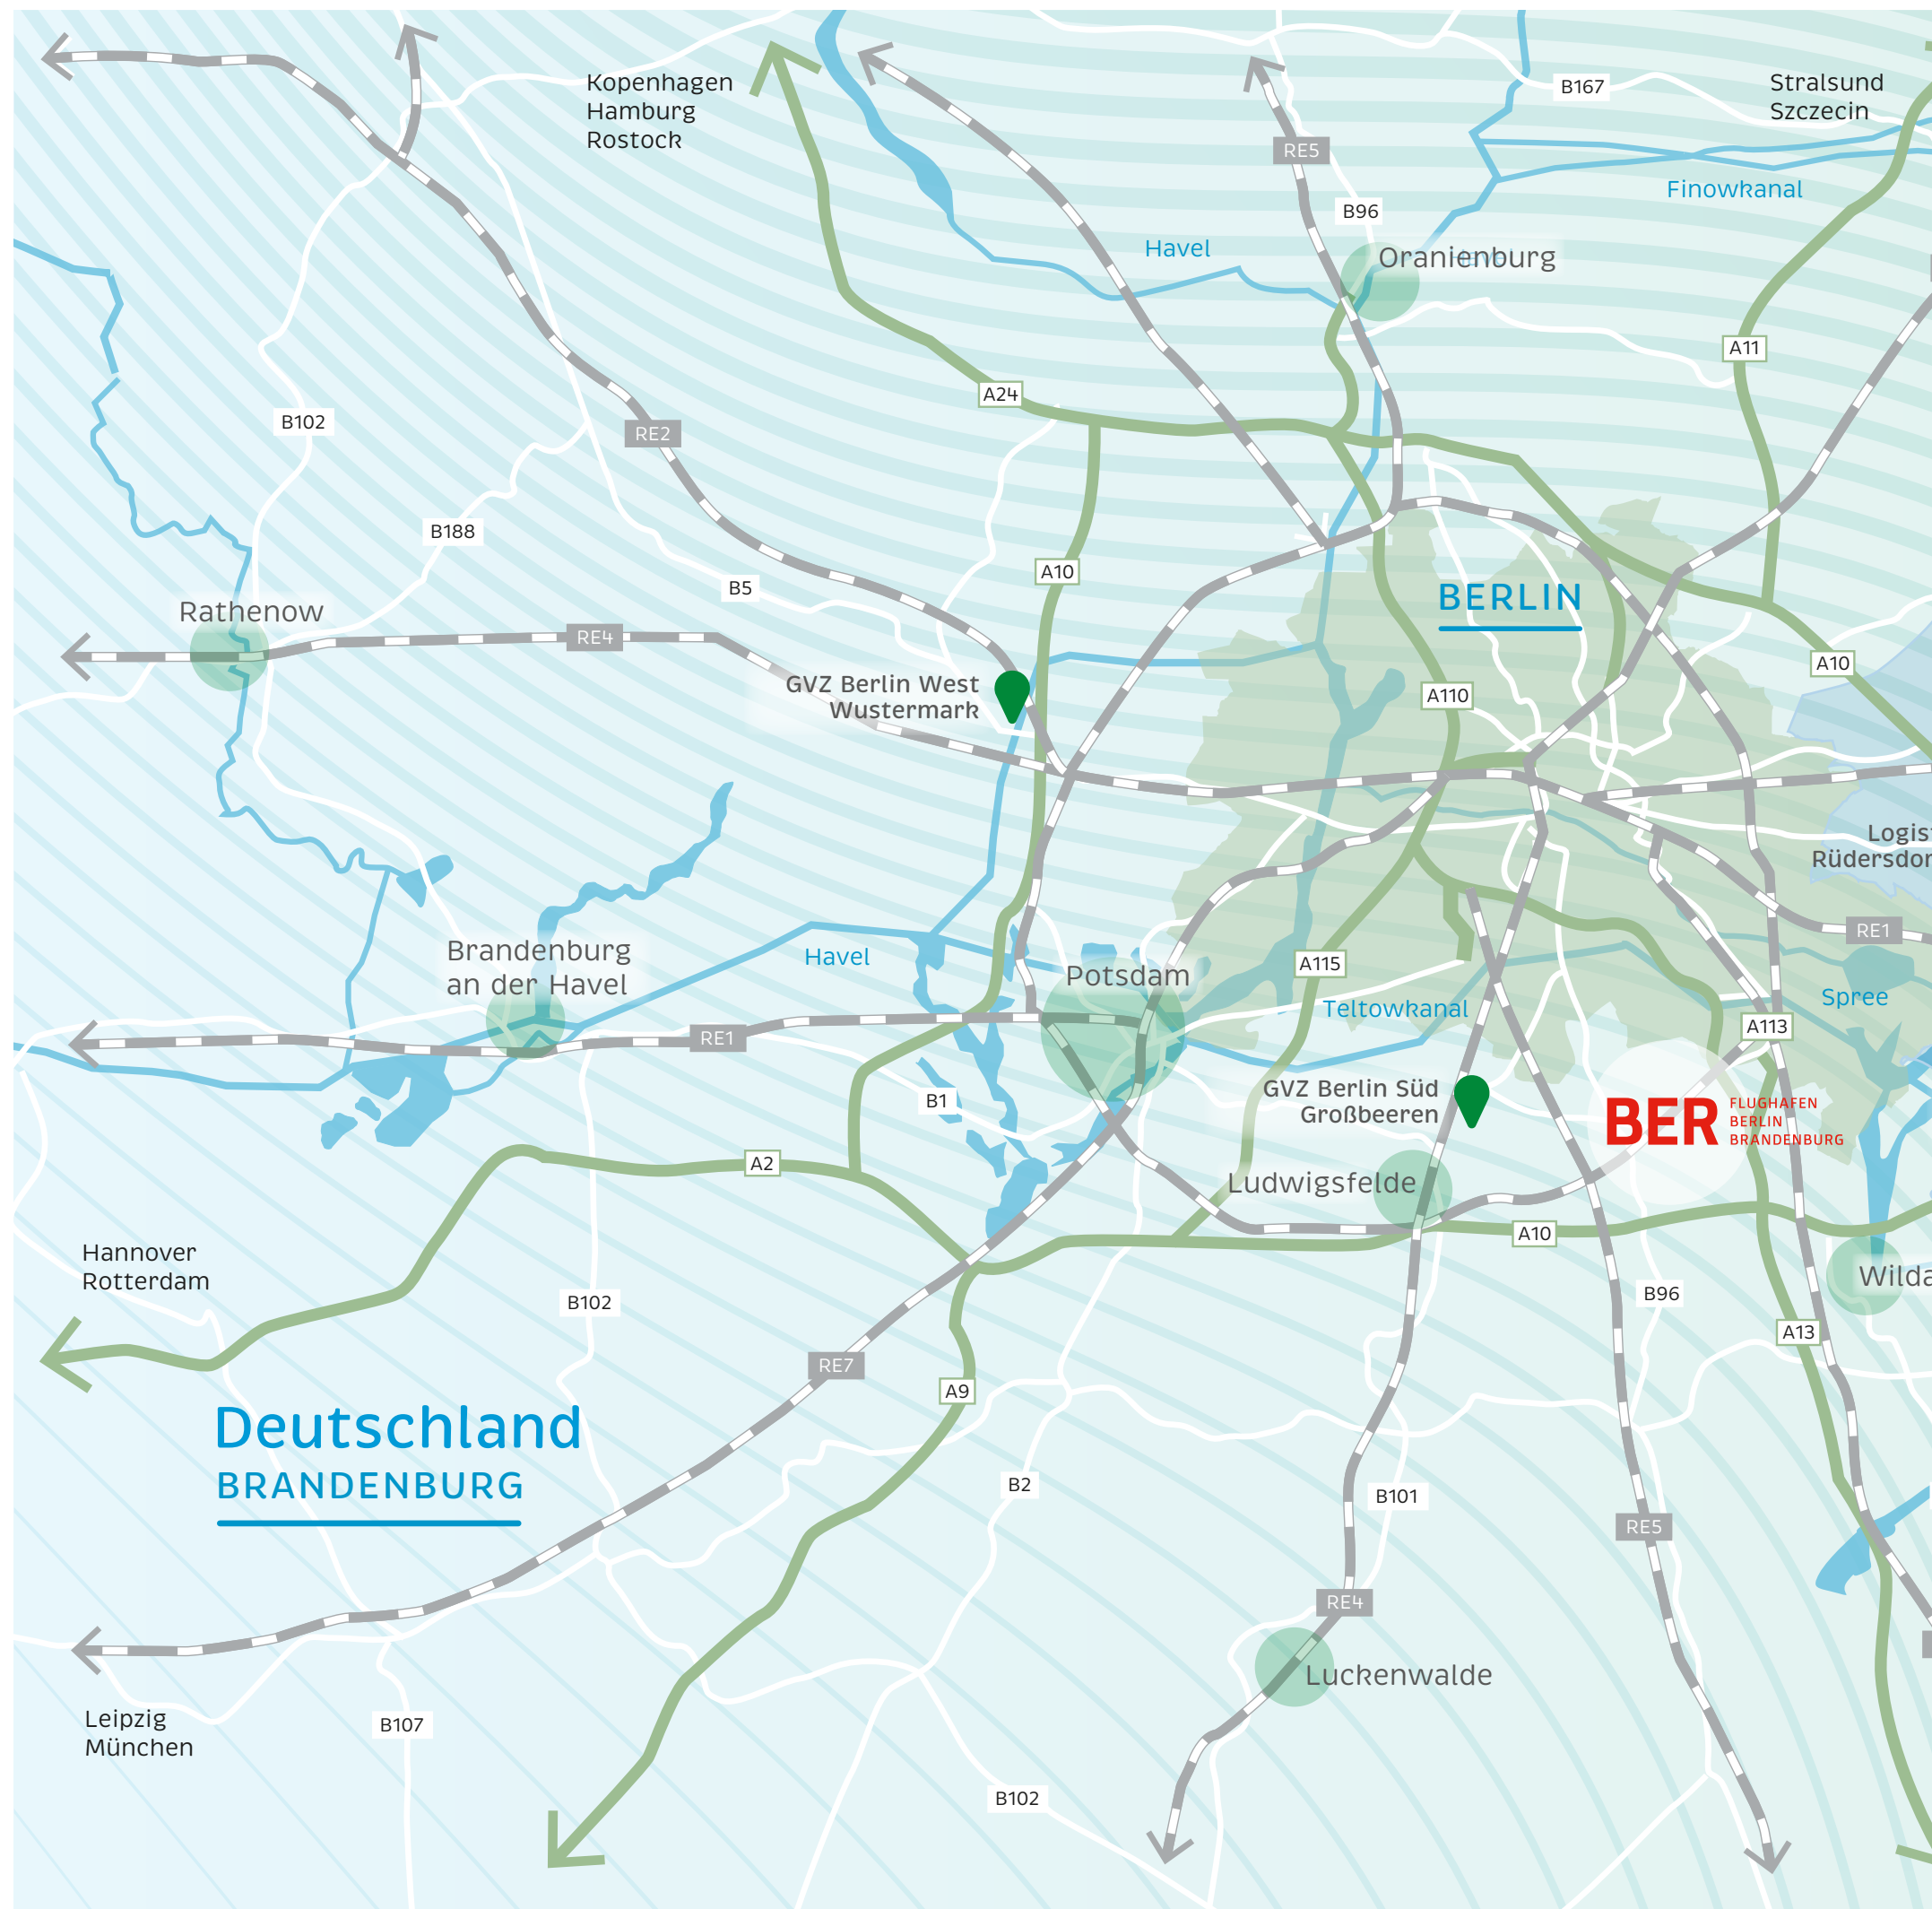 Kopenhagen
Hamburg
Rostock
B167
Stralsund
Szczecin
RE5
Finowkanal
B96
Havel
Oranienburg
A11
A24
B102
RE2
B188
A10
B5
BERLIN
Rathenow
RE4
A10
GVZ Berlin West
Wustermark
A110
Rüdersdor
RE1
Brandenburg
an der Havel
Havel
A115
Potsdam
Spree
Teltowkanal
A113
RE1
GVZ Berlin Süd
Großbeeren
B1
BER
FLUGHAFEN
BERLIN
BRANDENBURG
A2
Ludwigsfelde
A10
Hannover
Rotterdam
Wilda
B96
B102
A13
RE7
A9
Deutschland
BRANDENBURG
B2
B101
RE5
RE4
Luckenwalde
Leipzig
München
B107
B102